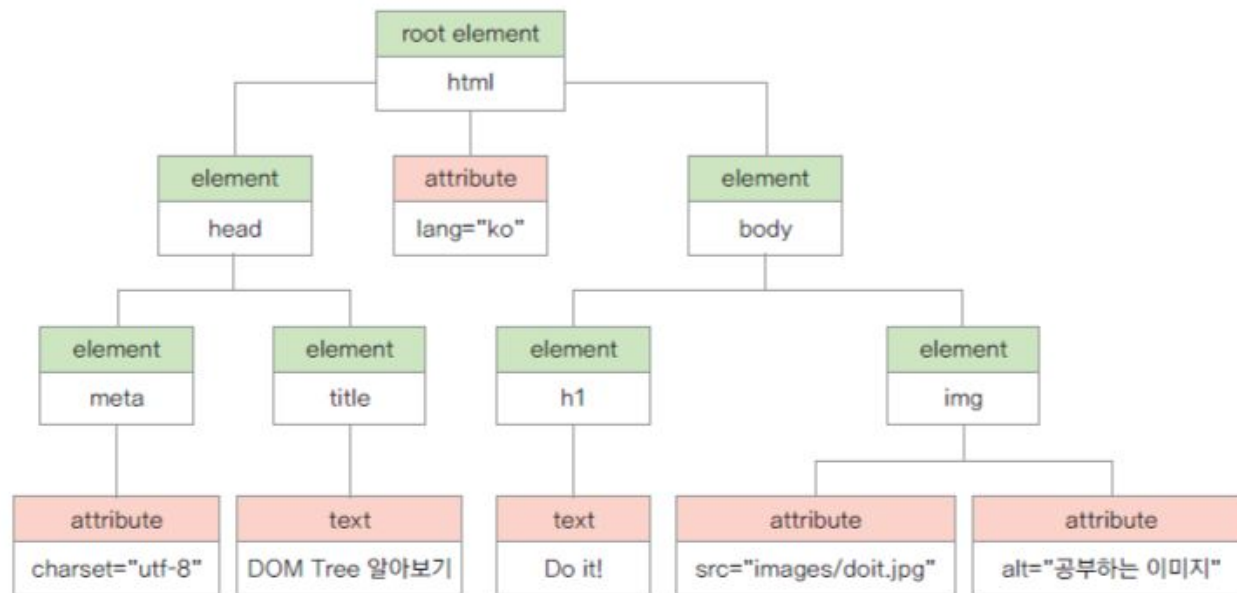 root element
html
element
head
attribute
lang="ko"
element
body
element
meta
element
title
element
h1
element
img
attribute
charset="utf-8"
text
DOM Tree 알아보기
text
Do it!
attribute
src="images/doit.jpg"
attribute
alt="공부하는 이미지"